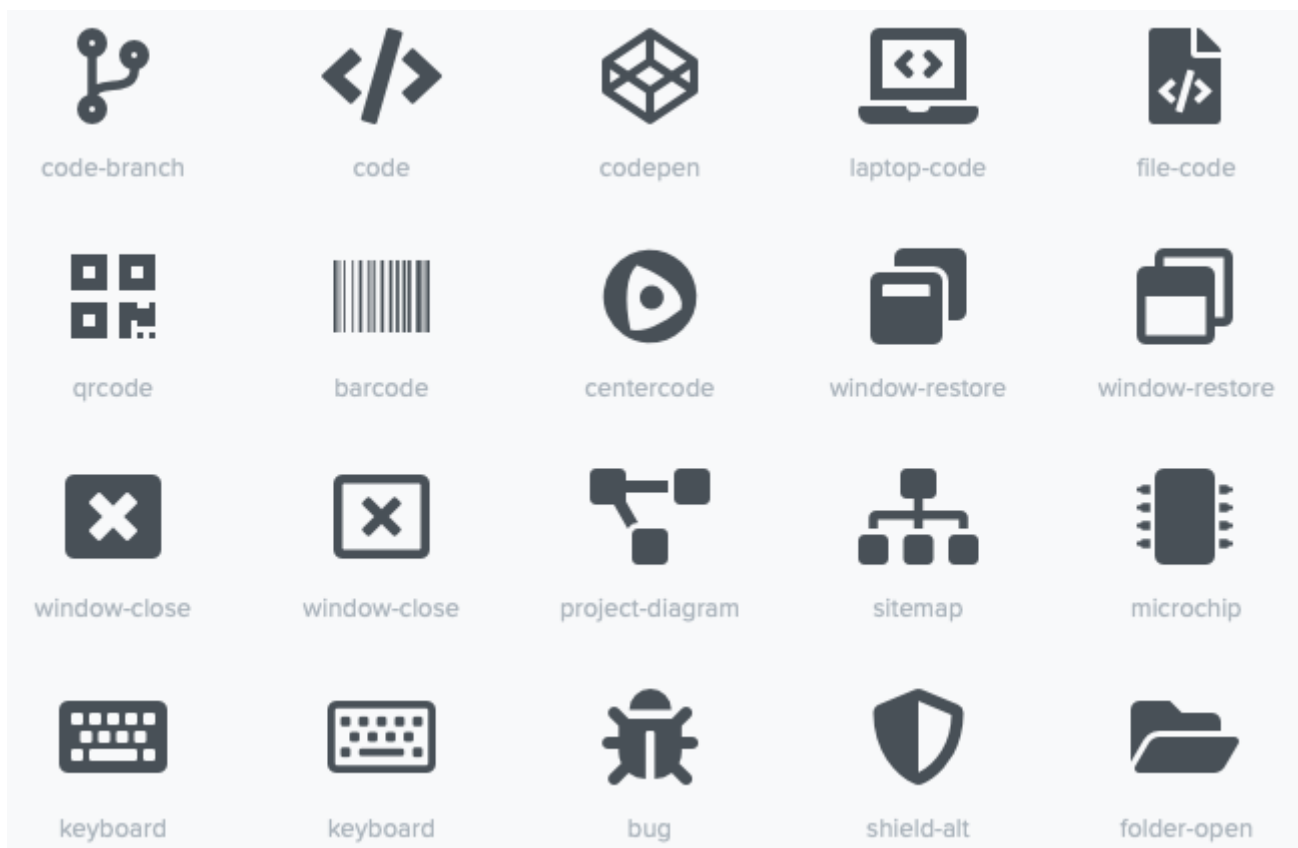 code-branch
code
codepen
laptop-code
file-code
qrcode
barcode
centercode
window-restore
window-restore
window-close
window-close
project-diagram
sitemap
microchip
keyboard
keyboard
bug
shield-alt
folder-open